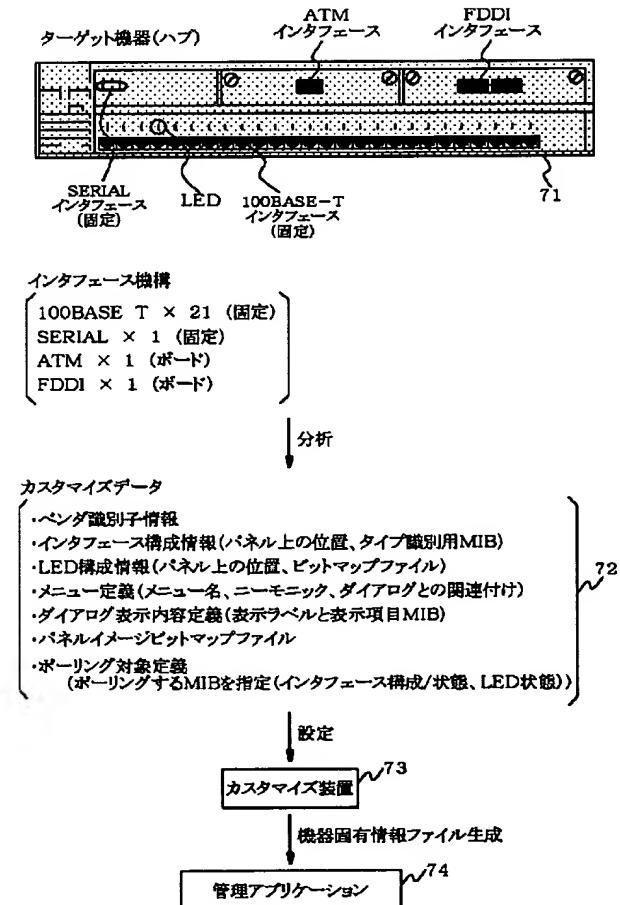 ターゲット機器(ハブ)
ATM
インタフェース
FDDI
インタフェース
SERIAL
インタフェース
(固定)
LED
100BASE-T
インタフェース
(固定)
71
インタフェース機構
100BASE T × 21 (固定)
SERIAL × 1 (固定)
ATM × 1 (ボード)
FDDI × 1 (ボード)
分析
カスタマイズデータ
・ベンダ識別子情報
・インタフェース構成情報(パネル上の位置、タイプ識別用MIB)
・LED構成情報(パネル上の位置、ビットマップファイル)
・メニュー定義(メニュー名、ニーモニック、ダイアログとの関連付け)
・ダイアログ表示内容定義(表示ラベルと表示項目MIB)
・パネルイメージビットマップファイル
・ポーリング対象定義
(ポーリングするMIBを指定(インタフェース構成/状態、LED状態))
72
設定
カスタマイズ装置
73
機器固有情報ファイル生成
管理アプリケーション
74